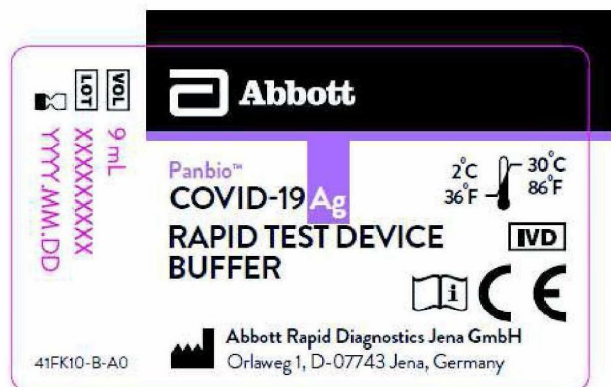 Abbott
Panbio™
COVID-19 Ag
RAPID TEST DEVICE
BUFFER
2°C
36°F
30°C
86°F
IVD
i
CE
Abbott Rapid Diagnostics Jena GmbH
Orlaweg 1, D-07743 Jena, Germany
VOL 9 mL
LOT XXXXXXXXX
YYYY.MM.DD
41FK10-B-A0